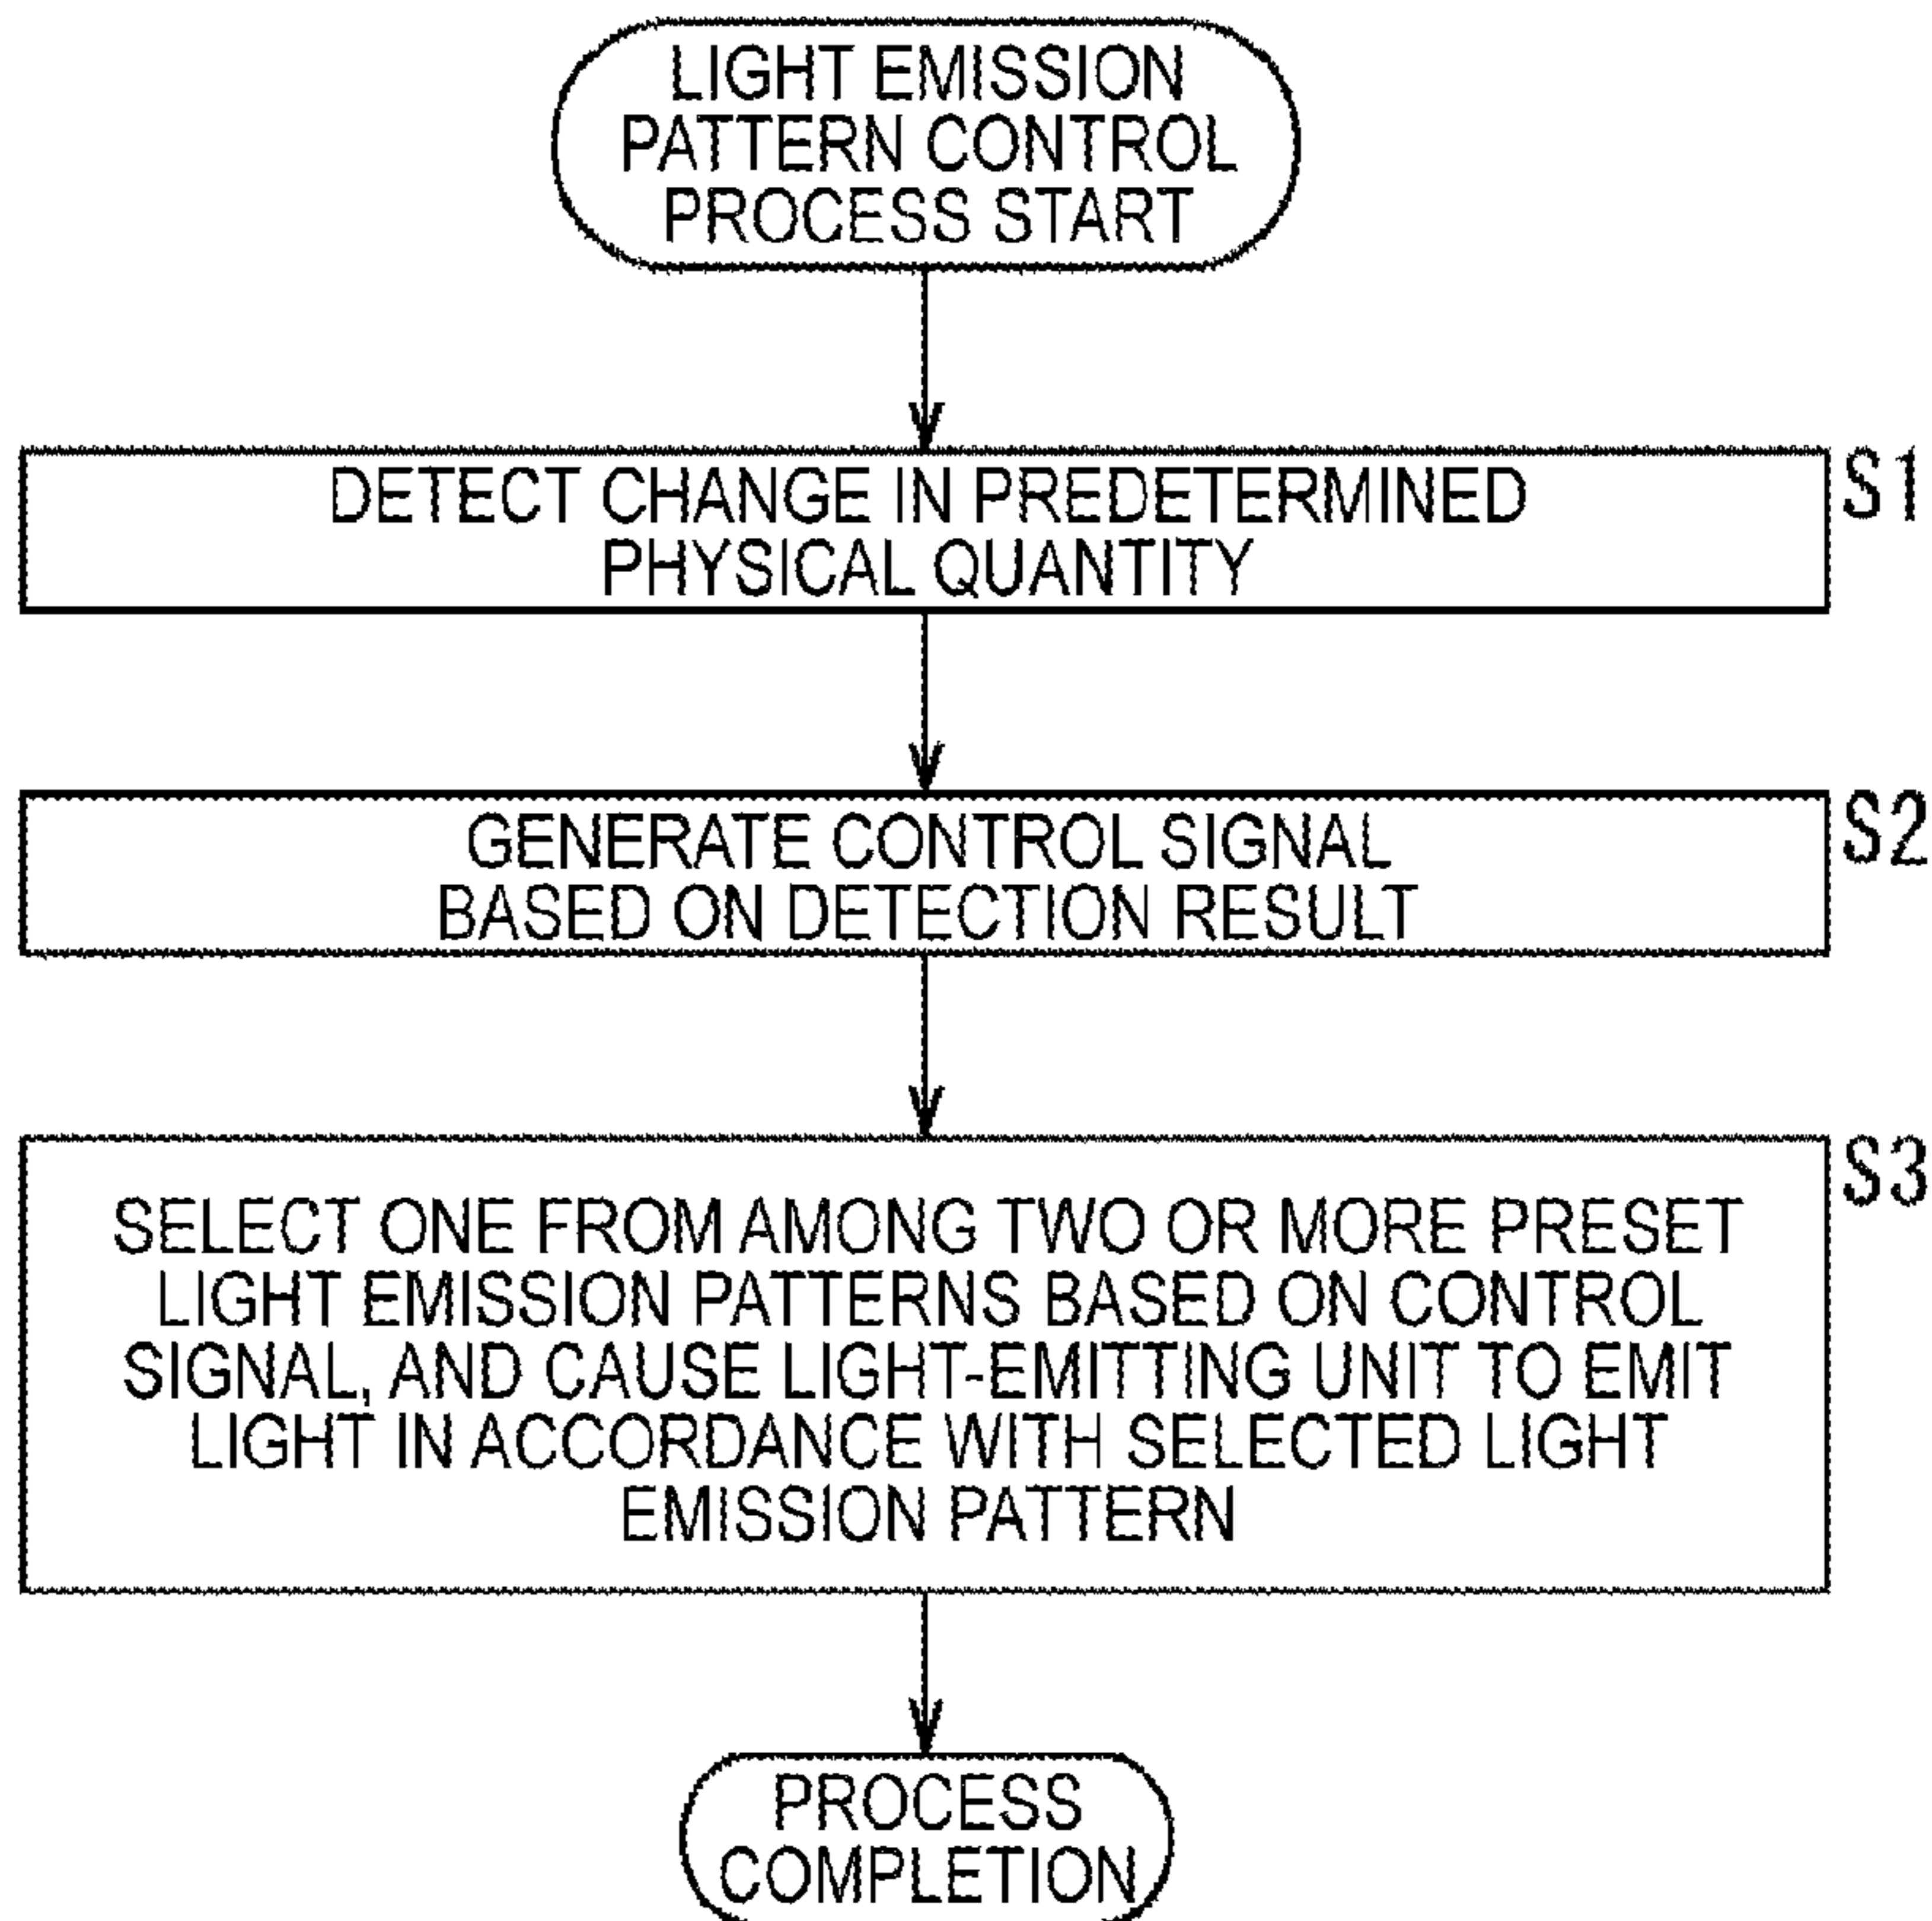 LIGHT EMISSION
PATTERN CONTROL
PROCESS START
DETECT CHANGE IN PREDETERMINED
PHYSICAL QUANTITY
S1
GENERATE CONTROL SIGNAL
BASED ON DETECTION RESULT
S2
SELECT ONE FROM AMONG TWO OR MORE PRESET
LIGHT EMISSION PATTERNS BASED ON CONTROL
SIGNAL, AND CAUSE LIGHT-EMITTING UNIT TO EMIT
LIGHT IN ACCORDANCE WITH SELECTED LIGHT
EMISSION PATTERN
S3
PROCESS
COMPLETION